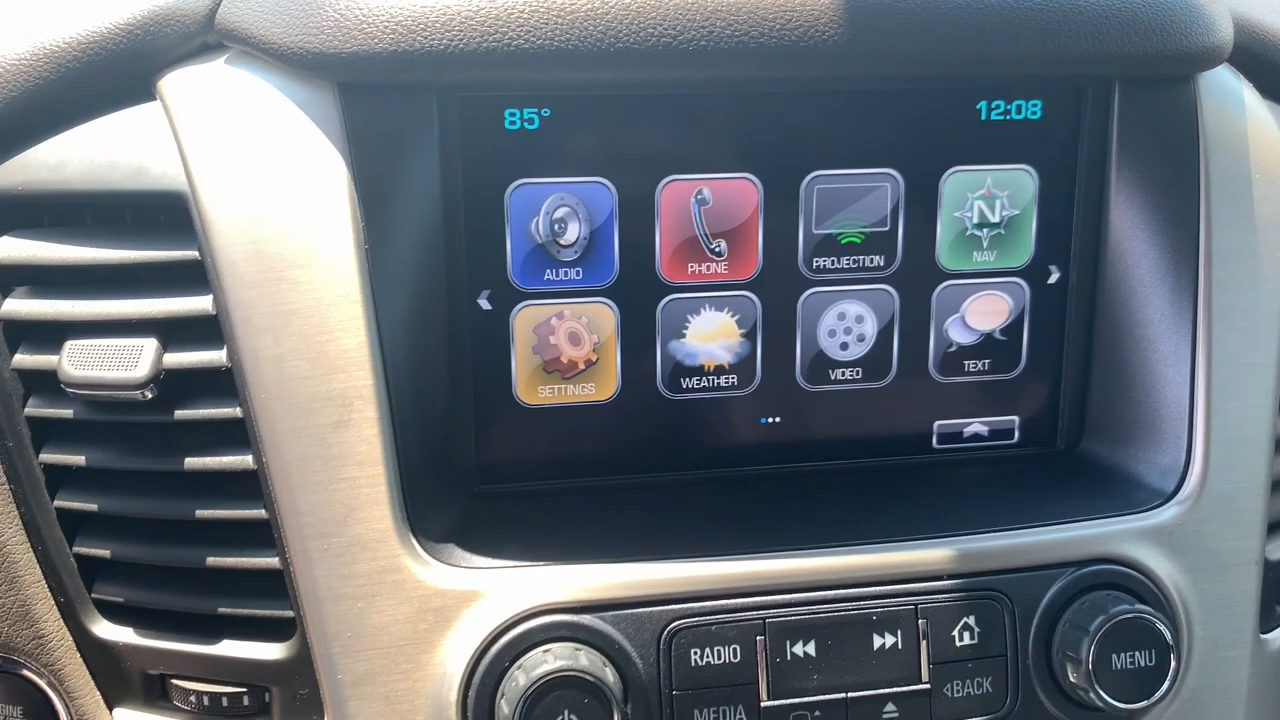 85° 12:08
AUDIO PHONE PROJECTION N NAV
SETTINGS WEATHER VIDEO TEXT
RADIO MENU
BACK
MEDIA